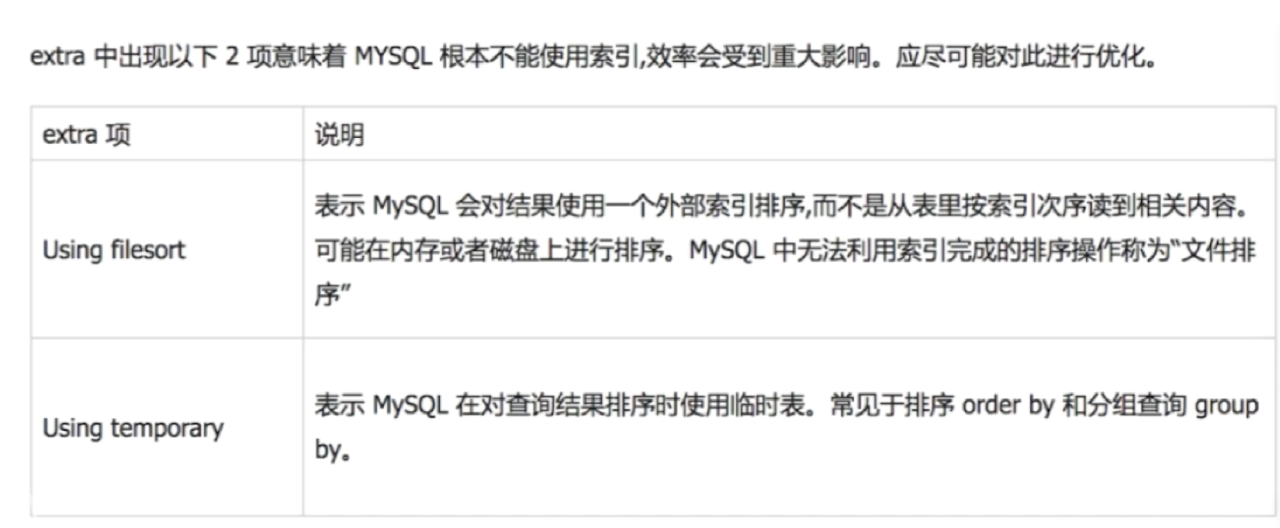 extra 中出现以下 2 项意味着 MYSQL 根本不能使用索引,效率会受到重大影响。应尽可能对此进行优化。
extra 项
说明
Using filesort
表示 MySQL 会对结果使用一个外部索引排序,而不是从表里按索引次序读到相关内容。
可能在内存或者磁盘上进行排序。MySQL 中无法利用索引完成的排序操作称为“文件排
序”
Using temporary
表示 MySQL 在对查询结果排序时使用临时表。常见于排序 order by 和分组查询 group
by。